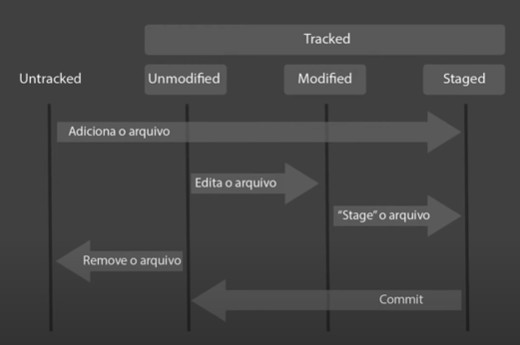 Tracked
Untracked
Unmodified
Modified
Staged
Adiciona o arquivo
Edita o arquivo
"Stage" o arquivo
Remove o arquivo
Commit